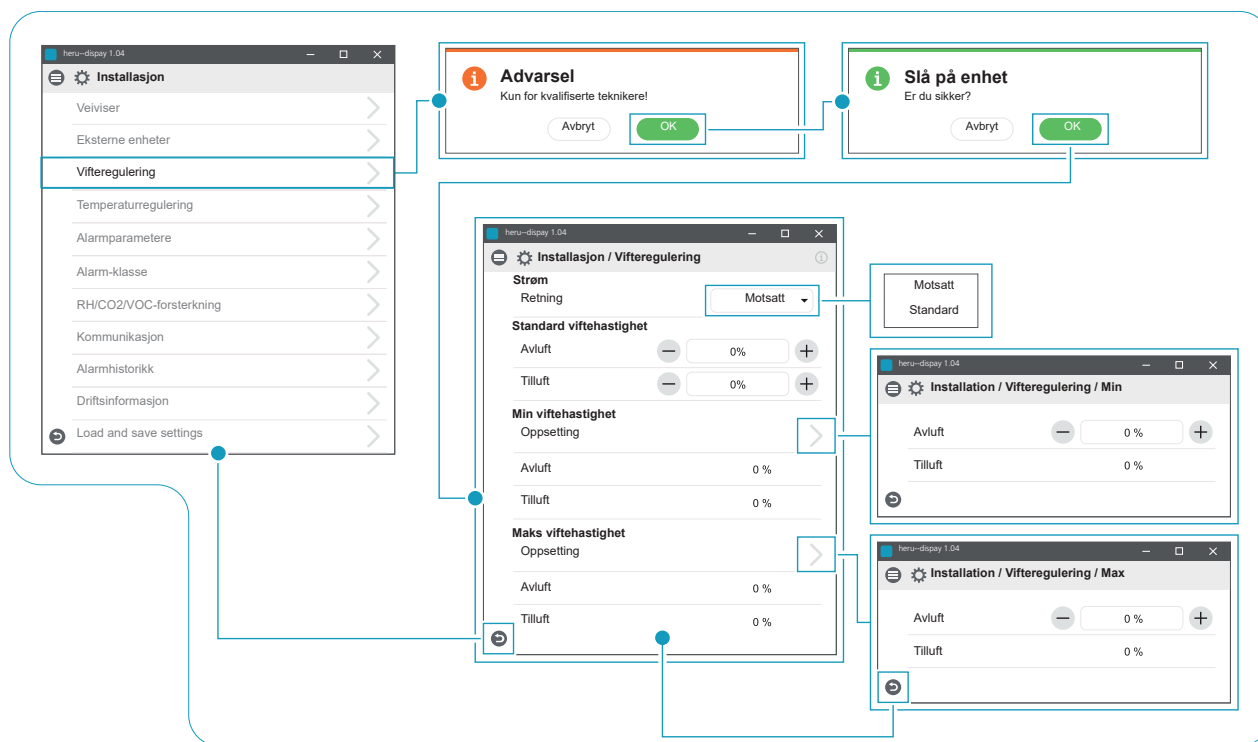 heru--dispay 1.04
Installasjon
Veiviser
Eksterne enheter
Vifteregulering
Temperaturregulering
Alarmparametere
Alarm-klasse
RH/CO2/VOC-forsterkning
Kommunikasjon
Alarmhistorikk
Driftsinformasjon
Load and save settings
Advarsel
Kun for kvalifiserte teknikere!
Avbryt OK
Slå på enhet
Er du sikker?
Avbryt OK
heru--dispay 1.04
Installasjon / Vifteregulering
Strøm
Retning Motsatt
Standard viftehastighet
Avluft 0%
Tilluft 0%
Min viftehastighet
Oppsetting
Avluft 0 %
Tilluft 0 %
Maks viftehastighet
Oppsetting
Avluft 0 %
Tilluft 0 %
Motsatt
Standard
heru--dispay 1.04
Installation / Vifteregulering / Min
Avluft 0 %
Tilluft 0 %
heru--dispay 1.04
Installation / Vifteregulering / Max
Avluft 0 %
Tilluft 0 %